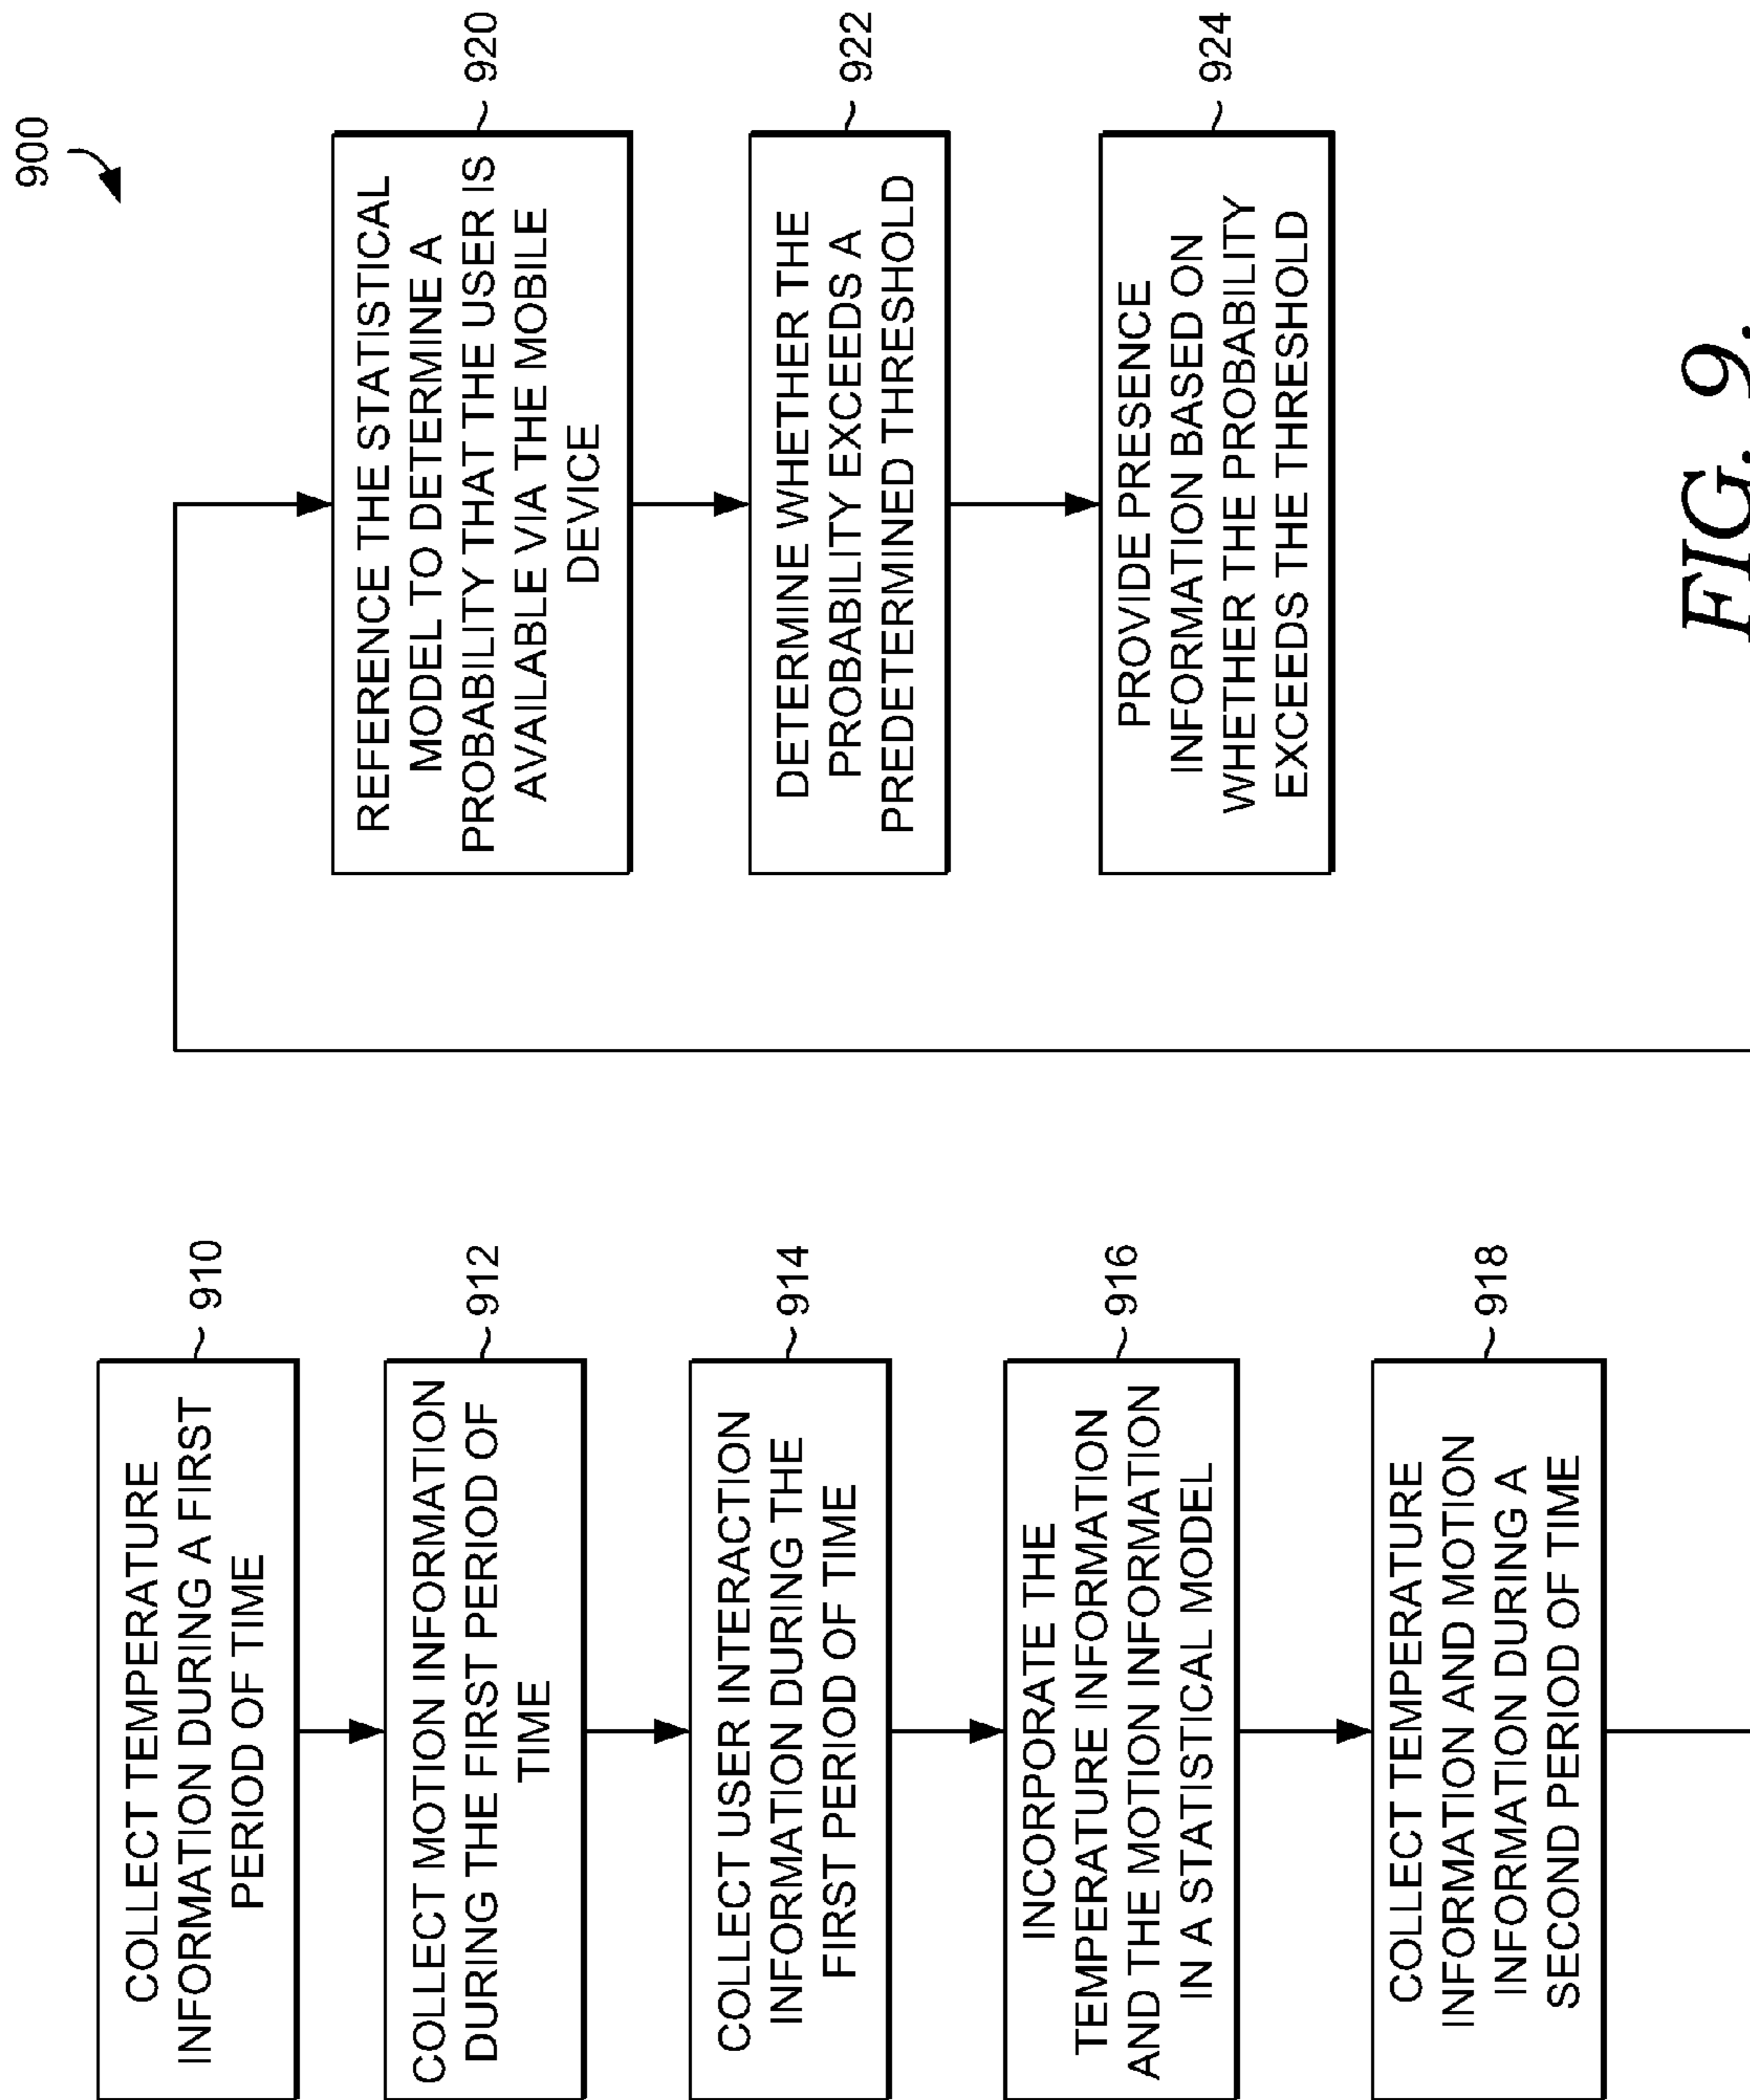 900
COLLECT TEMPERATURE
INFORMATION DURING A FIRST
PERIOD OF TIME
910
COLLECT MOTION INFORMATION
DURING THE FIRST PERIOD OF
TIME
912
COLLECT USER INTERACTION
INFORMATION DURING THE
FIRST PERIOD OF TIME
914
INCORPORATE THE
TEMPERATURE INFORMATION
AND THE MOTION INFORMATION
IN A STATISTICAL MODEL
916
COLLECT TEMPERATURE
INFORMATION AND MOTION
INFORMATION DURING A
SECOND PERIOD OF TIME
918
REFERENCE THE STATISTICAL
MODEL TO DETERMINE A
PROBABILITY THAT THE USER IS
AVAILABLE VIA THE MOBILE
DEVICE
920
DETERMINE WHETHER THE
PROBABILITY EXCEEDS A
PREDETERMINED THRESHOLD
922
PROVIDE PRESENCE
INFORMATION BASED ON
WHETHER THE PROBABILITY
EXCEEDS THE THRESHOLD
924
FIG. 9.